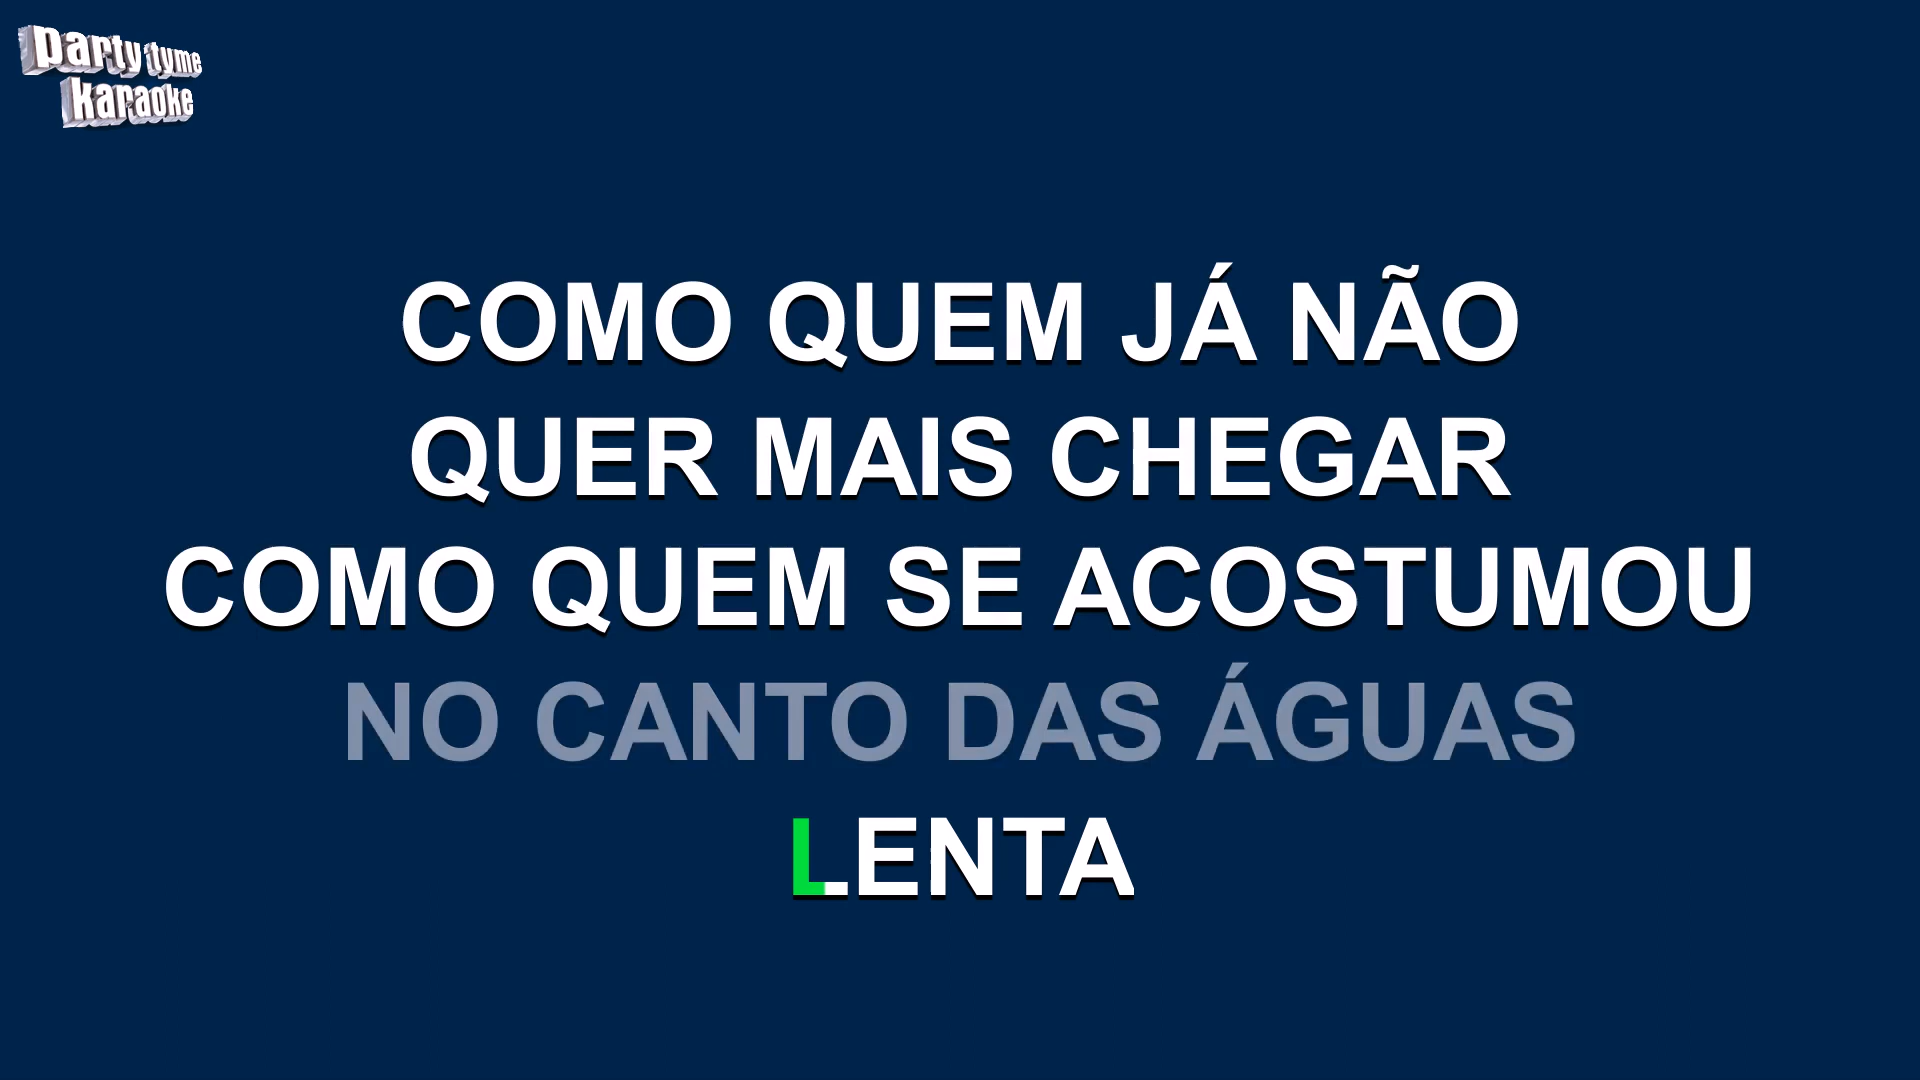 party tyme
karaoke
COMO QUEM JÁ NÃO
QUER MAIS CHEGAR
COMO QUEM SE ACOSTUMOU
NO CANTO DAS ÁGUAS
LENTA